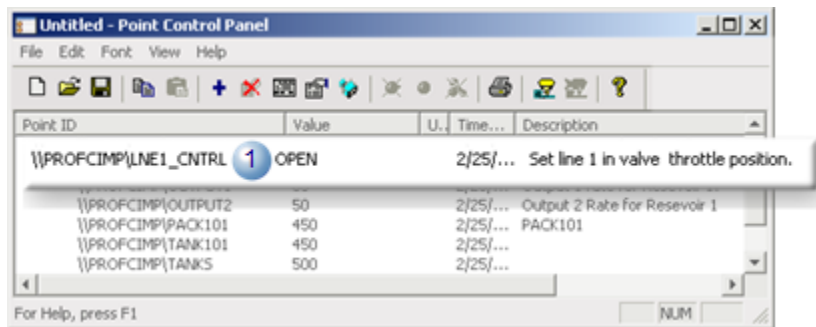 Untitled - Point Control Panel
File Edit Font View Help
Point ID Value U.. Time... Description
\\PROFCIMP\LNE1_CNTRL 1 OPEN 2/25/... Set line 1 in valve throttle position.
\\PROFCIMP\OUTPUT2 50 2/25/... Output 2 Rate for Resevoir 1
\\PROFCIMP\PACK101 450 2/25/... PACK101
\\PROFCIMP\TANK101 450 2/25/...
\\PROFCIMP\TANKS 500 2/25/...
For Help, press F1 NUM